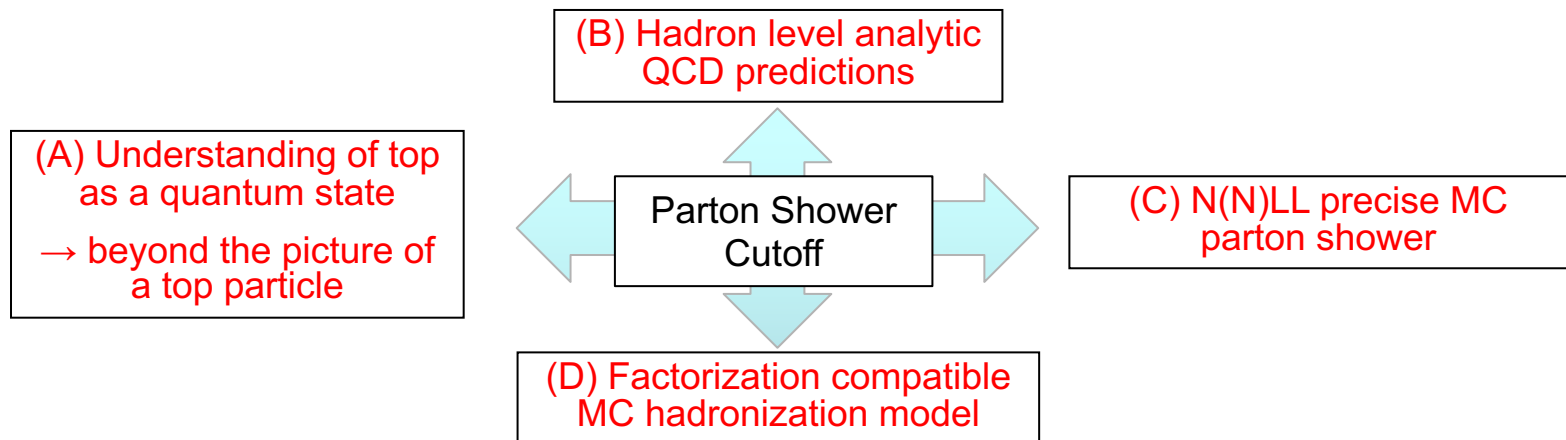 (B) Hadron level analytic
QCD predictions
(A) Understanding of top
as a quantum state
→ beyond the picture of
a top particle
Parton Shower
Cutoff
(C) N(N)LL precise MC
parton shower
(D) Factorization compatible
MC hadronization model